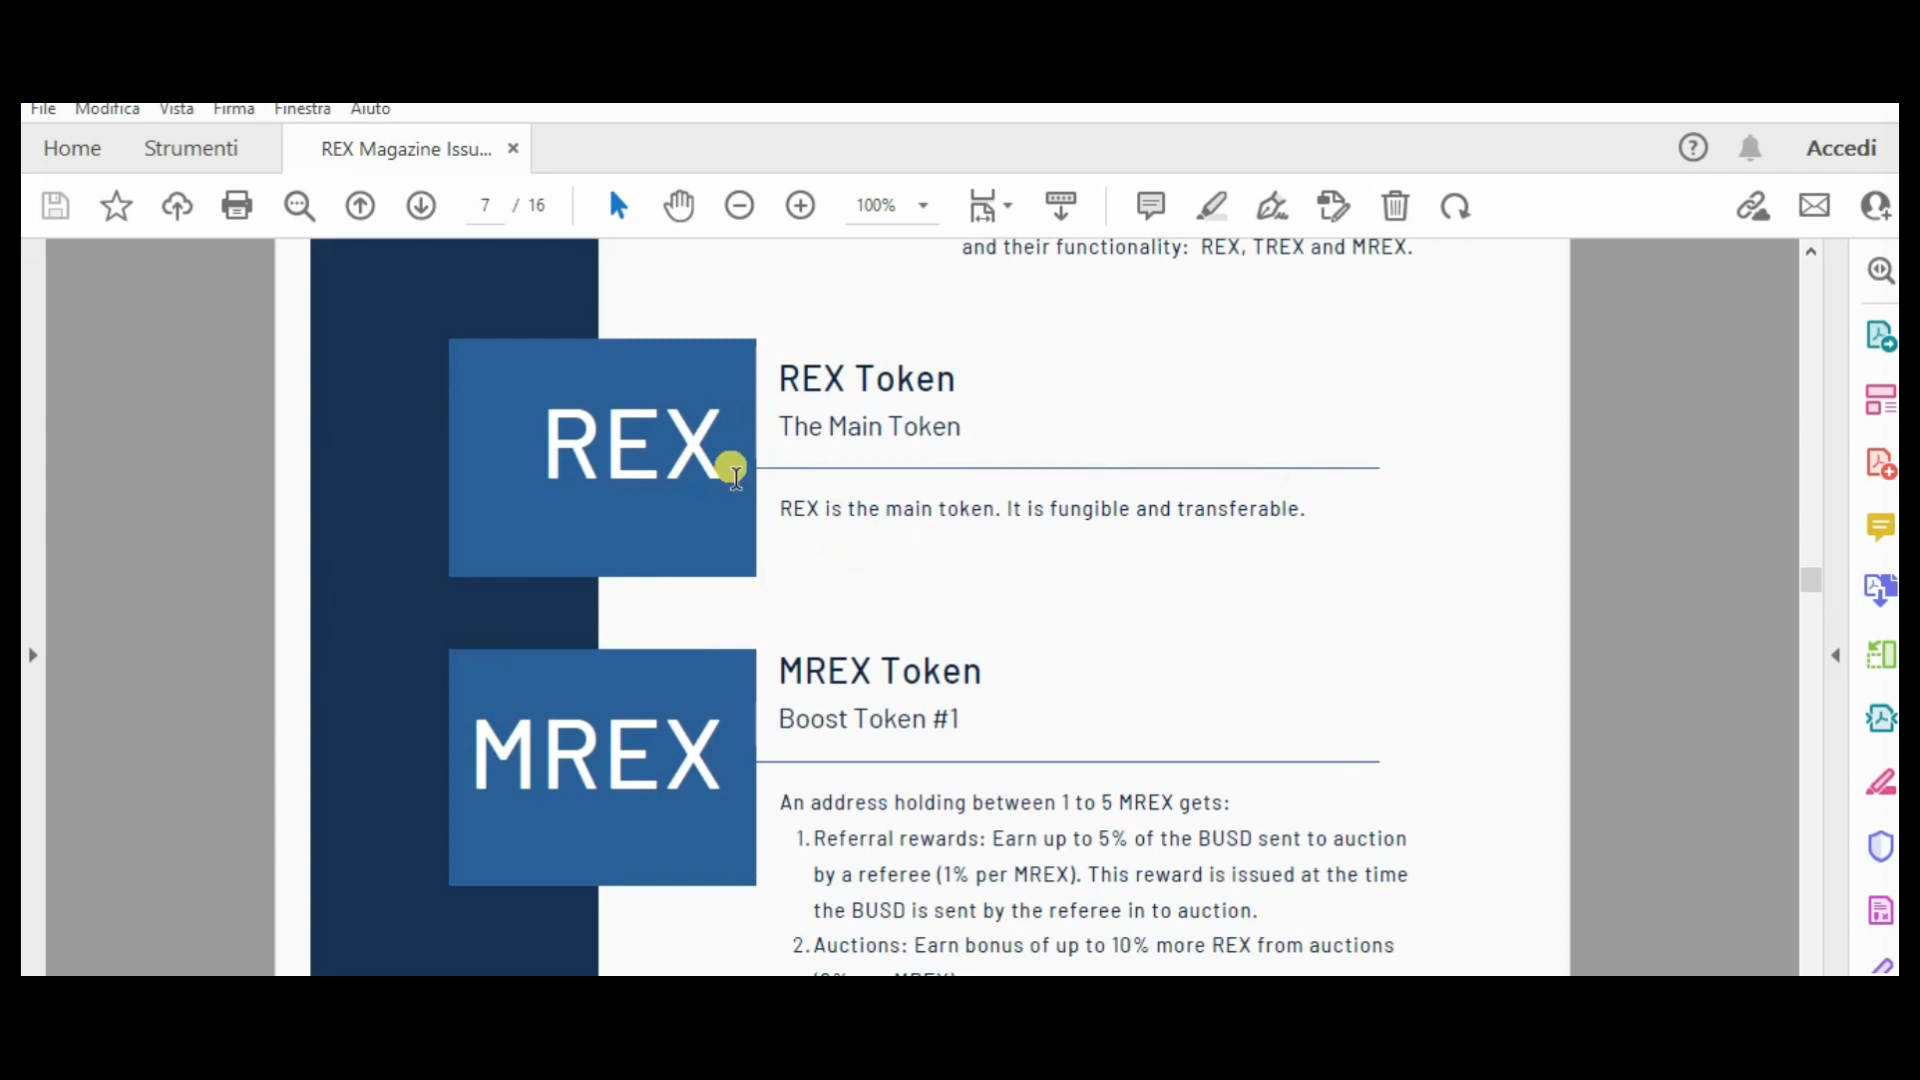 File Modifica Vista Firma Finestra Aiuto
Home Strumenti REX Magazine Issu... × Accedi
7 / 16 100%
and their functionality: REX, TREX and MREX.
REX
REX Token
The Main Token
REX is the main token. It is fungible and transferable.
MREX
MREX Token
Boost Token #1
An address holding between 1 to 5 MREX gets:
1. Referral rewards: Earn up to 5% of the BUSD sent to auction
by a referee (1% per MREX). This reward is issued at the time
the BUSD is sent by the referee in to auction.
2. Auctions: Earn bonus of up to 10% more REX from auctions